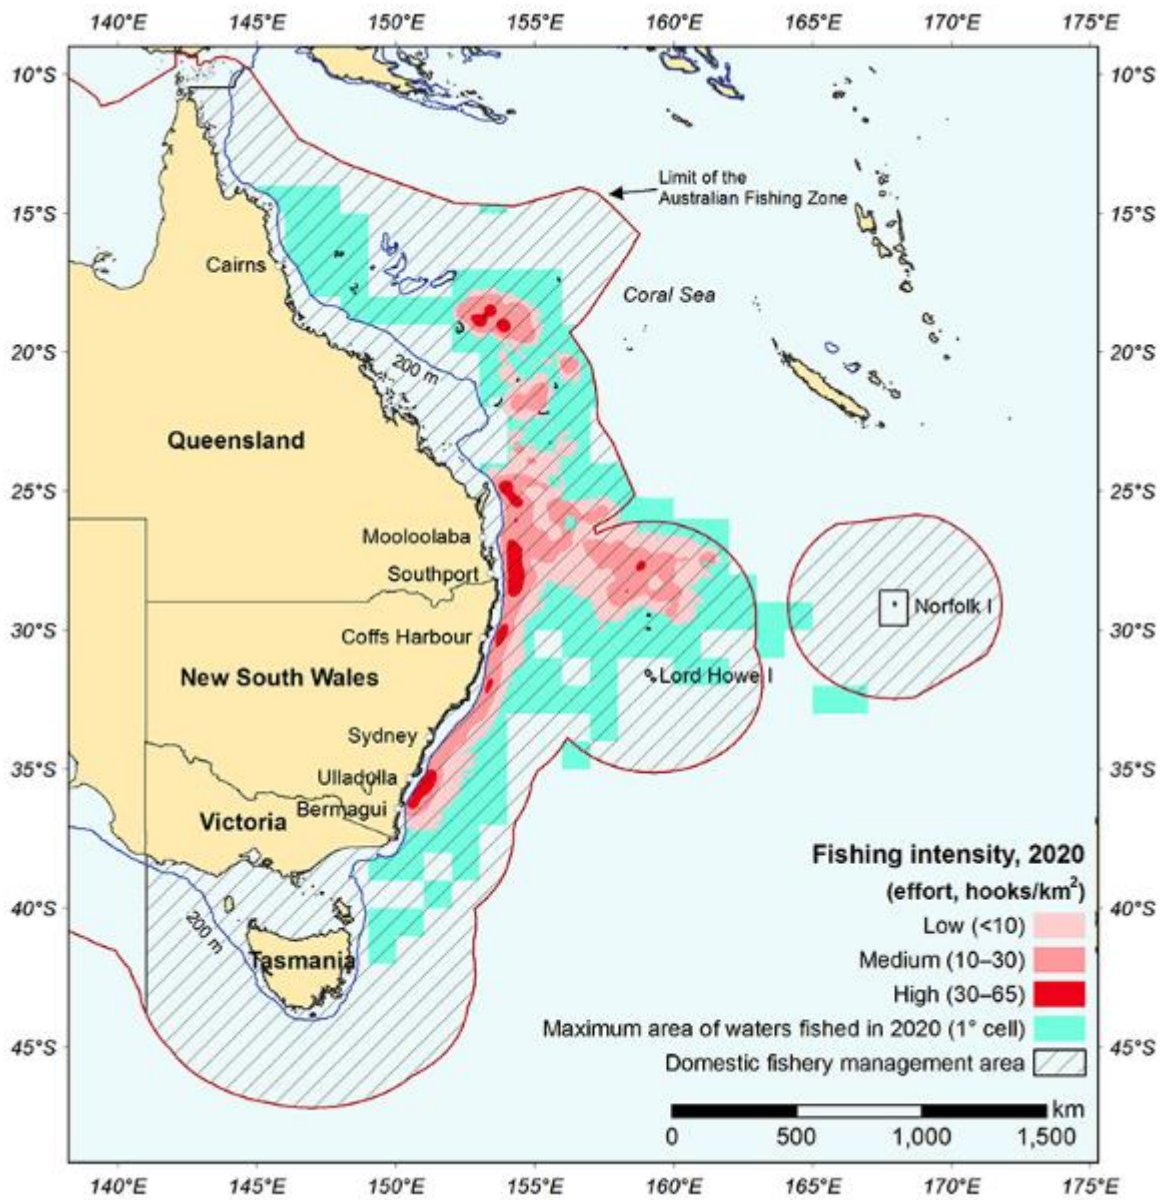 140°E 145°E 150°E 155°E 160°E 165°E 170°E 175°E
10°S 10°S
Limit of the
Australian Fishing Zone
15°S 15°S
Cairns
Coral Sea
20°S 20°S
200 m
Queensland
25°S 25°S
Mooloolaba
Southport
Norfolk I
30°S 30°S
Coffs Harbour
New South Wales
Lord Howe I
Sydney
35°S 35°S
Ulladulla
Bermagui
Victoria
Fishing intensity, 2020
(effort, hooks/km²)
40°S 40°S
Low (<10)
200 m
Tasmania
Medium (10–30)
High (30–65)
Maximum area of waters fished in 2020 (1° cell)
45°S 45°S
Domestic fishery management area
km
0 500 1,000 1,500
140°E 145°E 150°E 155°E 160°E 165°E 170°E 175°E